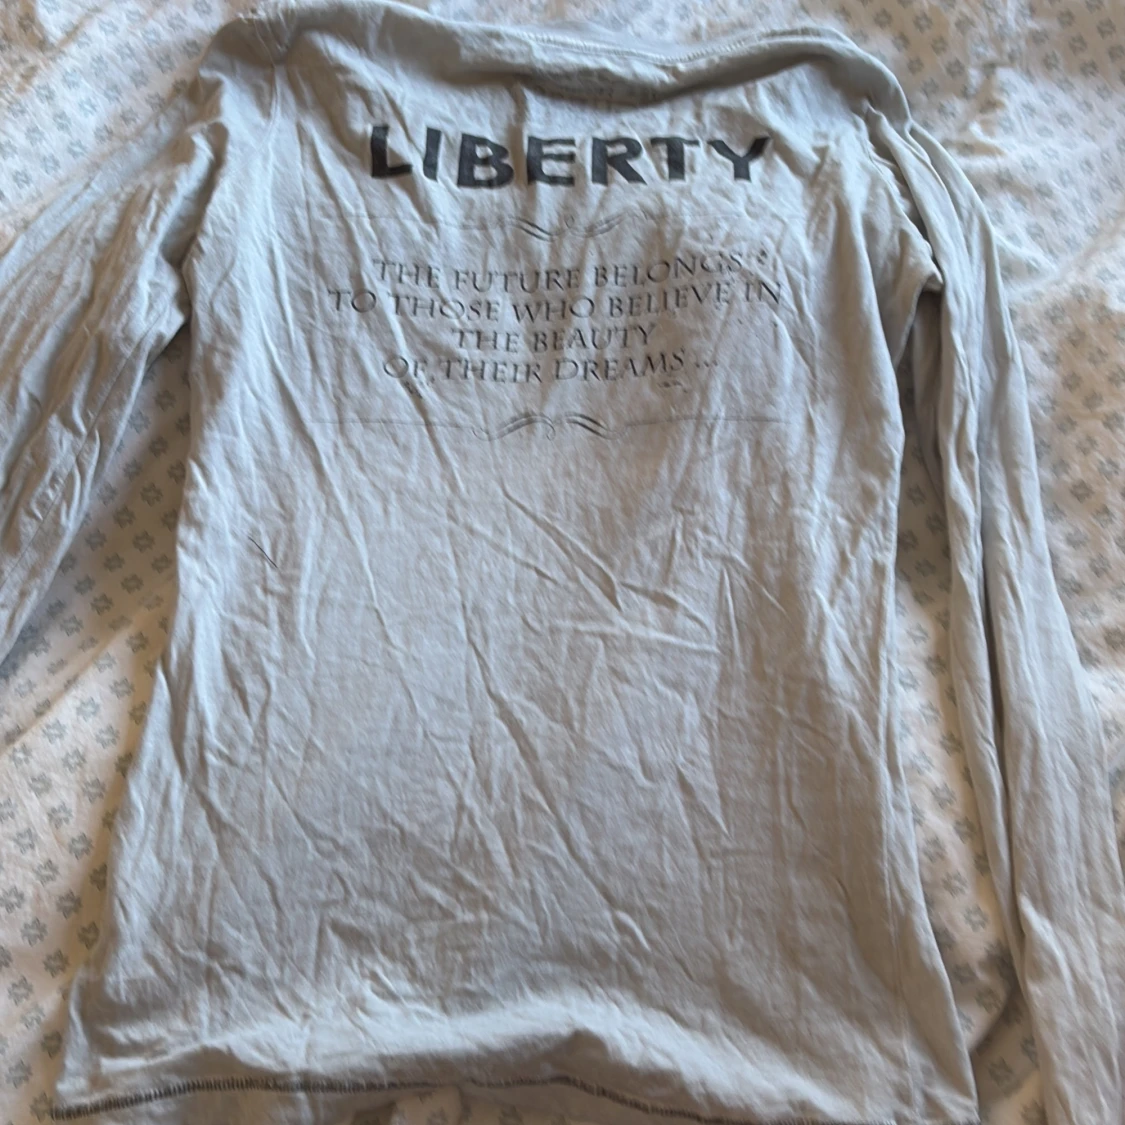 LIBERTY
THE FUTURE BELONGS
TO THOSE WHO BELIEVE IN
THE BEAUTY
OF THEIR DREAMS ...